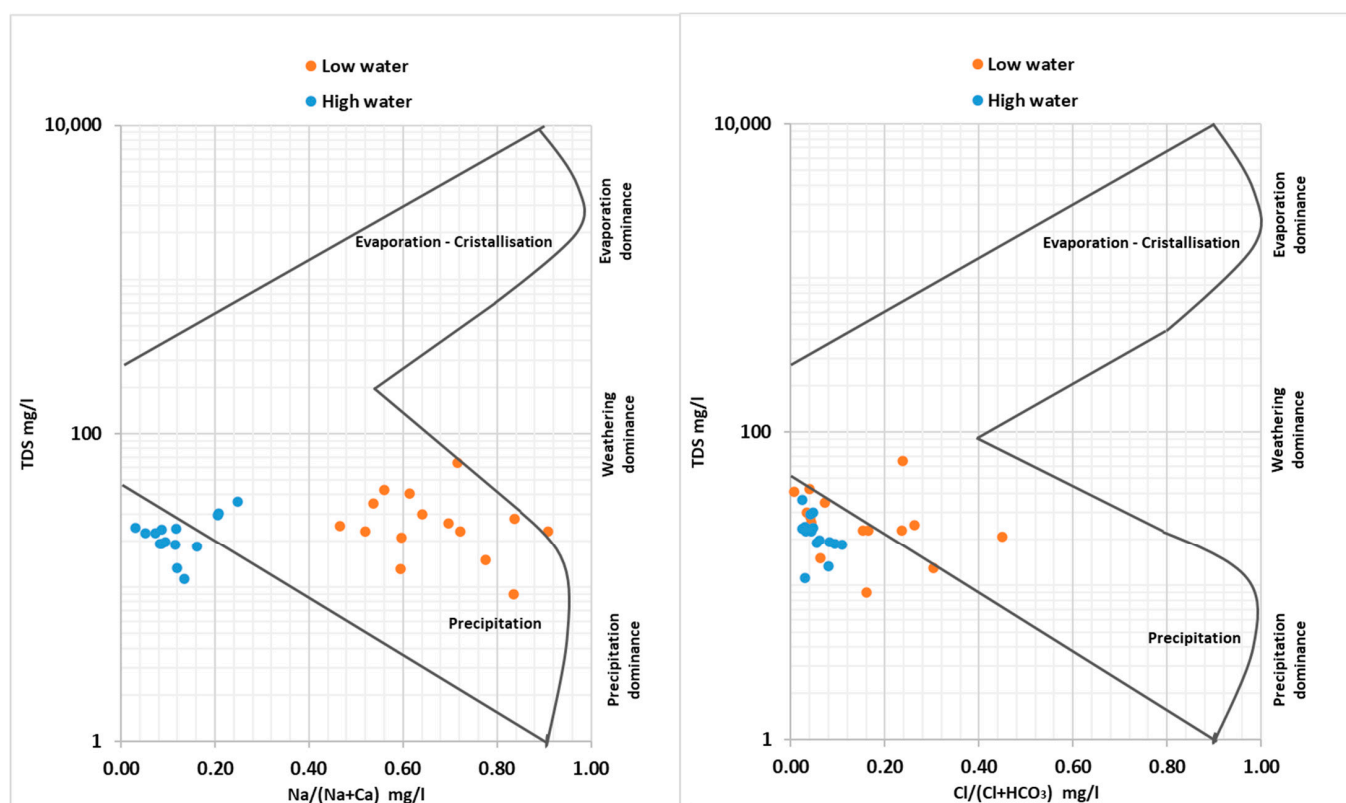 Low water
High water
10,000
100
1
TDS mg/l
Evaporation - Cristallisation
Precipitation
Evaporation
dominance
Weathering
dominance
Precipitation
dominance
0.00 0.20 0.40 0.60 0.80 1.00
Na/(Na+Ca) mg/l
Low water
High water
10,000
100
1
TDS mg/l
Evaporation - Cristallisation
Precipitation
Evaporation
dominance
Weathering
dominance
Precipitation
dominance
0.00 0.20 0.40 0.60 0.80 1.00
Cl/(Cl+HCO₃) mg/l